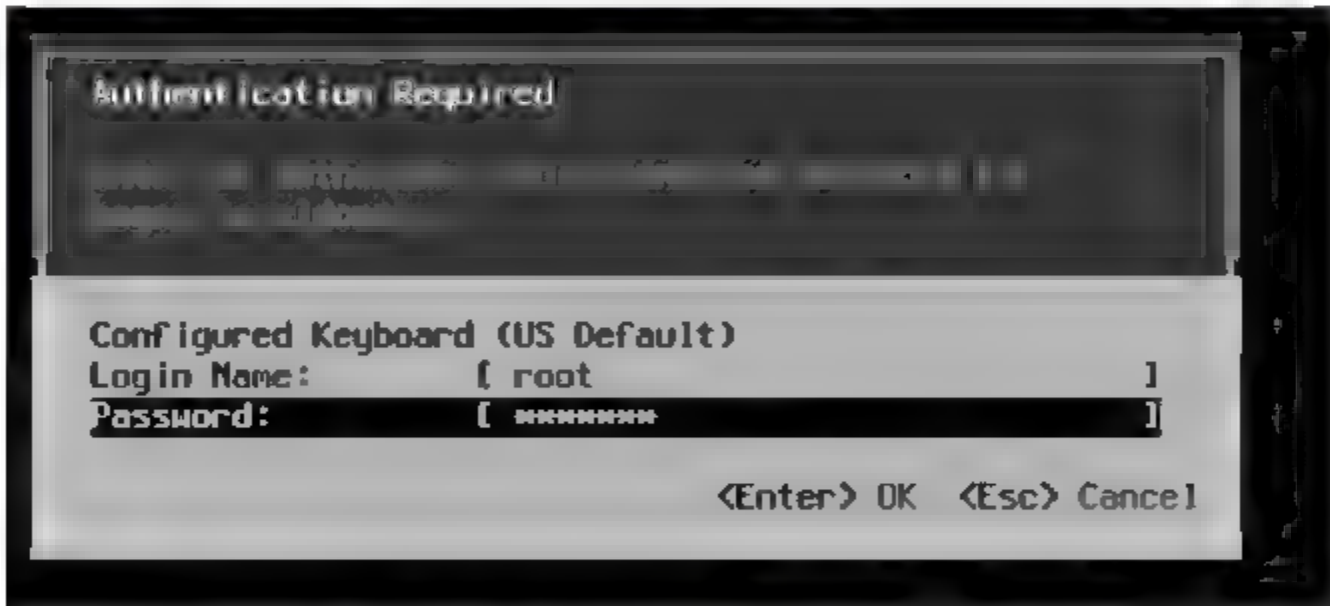 Authentication Required
Configured Keyboard (US Default)
Login Name: [ root ]
Password: [ ******* ]
<Enter> OK <Esc> Cancel